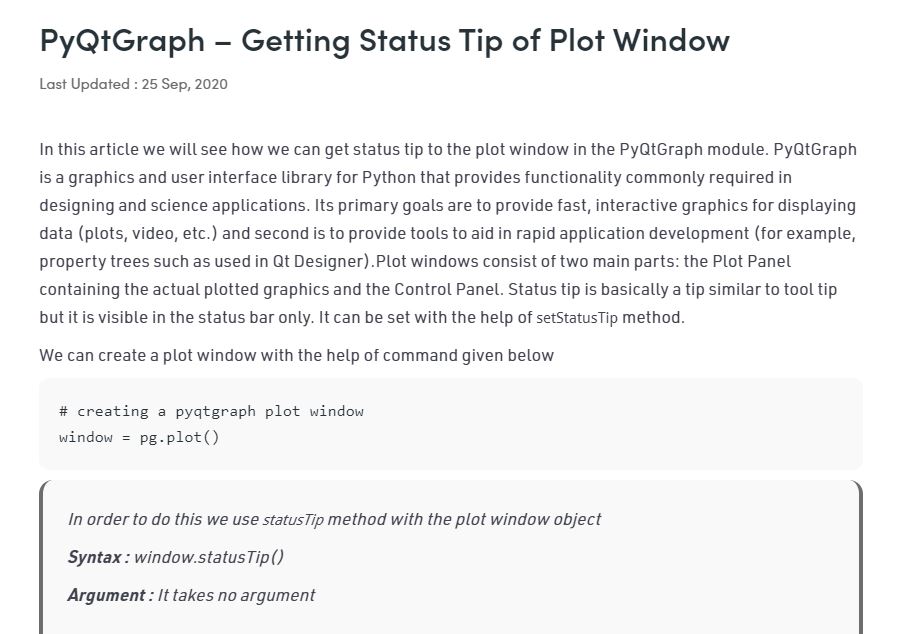 PyQtGraph – Getting Status Tip of Plot Window
Last Updated : 25 Sep, 2020
In this article we will see how we can get status tip to the plot window in the PyQtGraph module. PyQtGraph
is a graphics and user interface library for Python that provides functionality commonly required in
designing and science applications. Its primary goals are to provide fast, interactive graphics for displaying
data (plots, video, etc.) and second is to provide tools to aid in rapid application development (for example,
property trees such as used in Qt Designer).Plot windows consist of two main parts: the Plot Panel
containing the actual plotted graphics and the Control Panel. Status tip is basically a tip similar to tool tip
but it is visible in the status bar only. It can be set with the help of setStatusTip method.
We can create a plot window with the help of command given below
# creating a pyqtgraph plot window
window = pg.plot()
In order to do this we use statusTip method with the plot window object
Syntax : window.statusTip()
Argument : It takes no argument